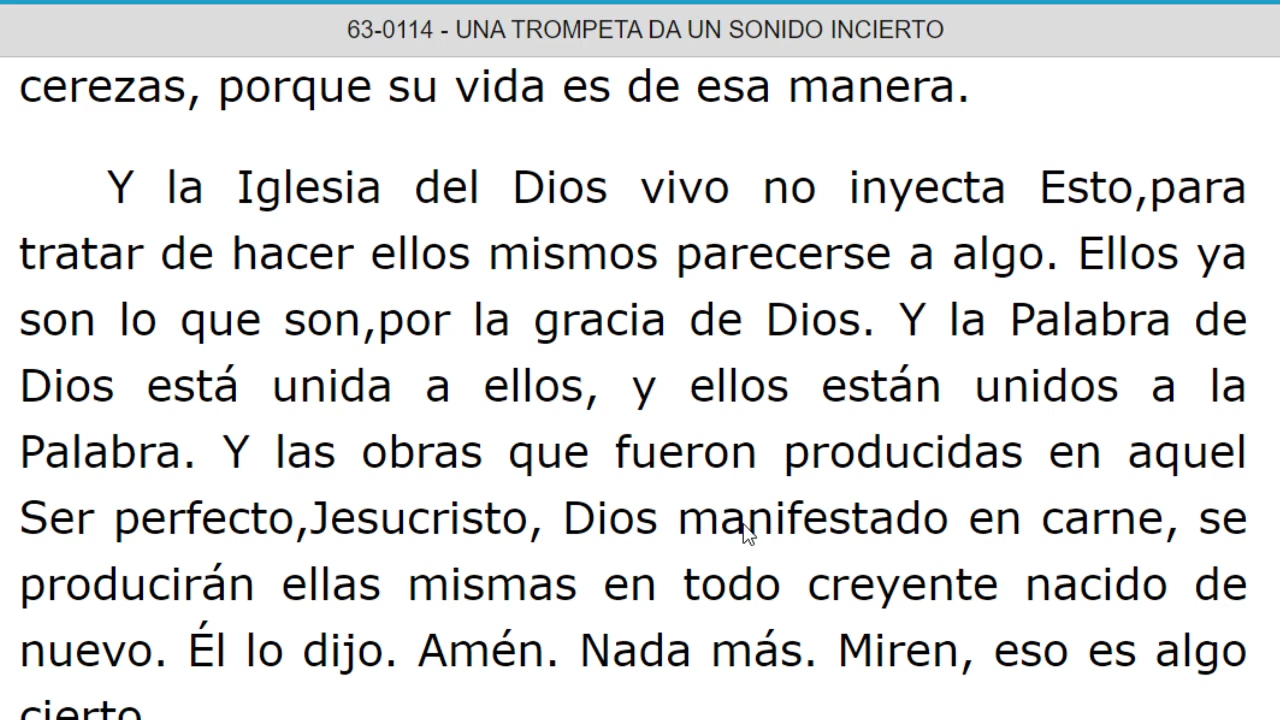 63-0114 - UNA TROMPETA DA UN SONIDO INCIERTO
cerezas, porque su vida es de esa manera.
Y la Iglesia del Dios vivo no inyecta Esto,para
tratar de hacer ellos mismos parecerse a algo. Ellos ya
son lo que son,por la gracia de Dios. Y la Palabra de
Dios está unida a ellos, y ellos están unidos a la
Palabra. Y las obras que fueron producidas en aquel
Ser perfecto,Jesucristo, Dios manifestado en carne, se
producirán ellas mismas en todo creyente nacido de
nuevo. Él lo dijo. Amén. Nada más. Miren, eso es algo
cierto